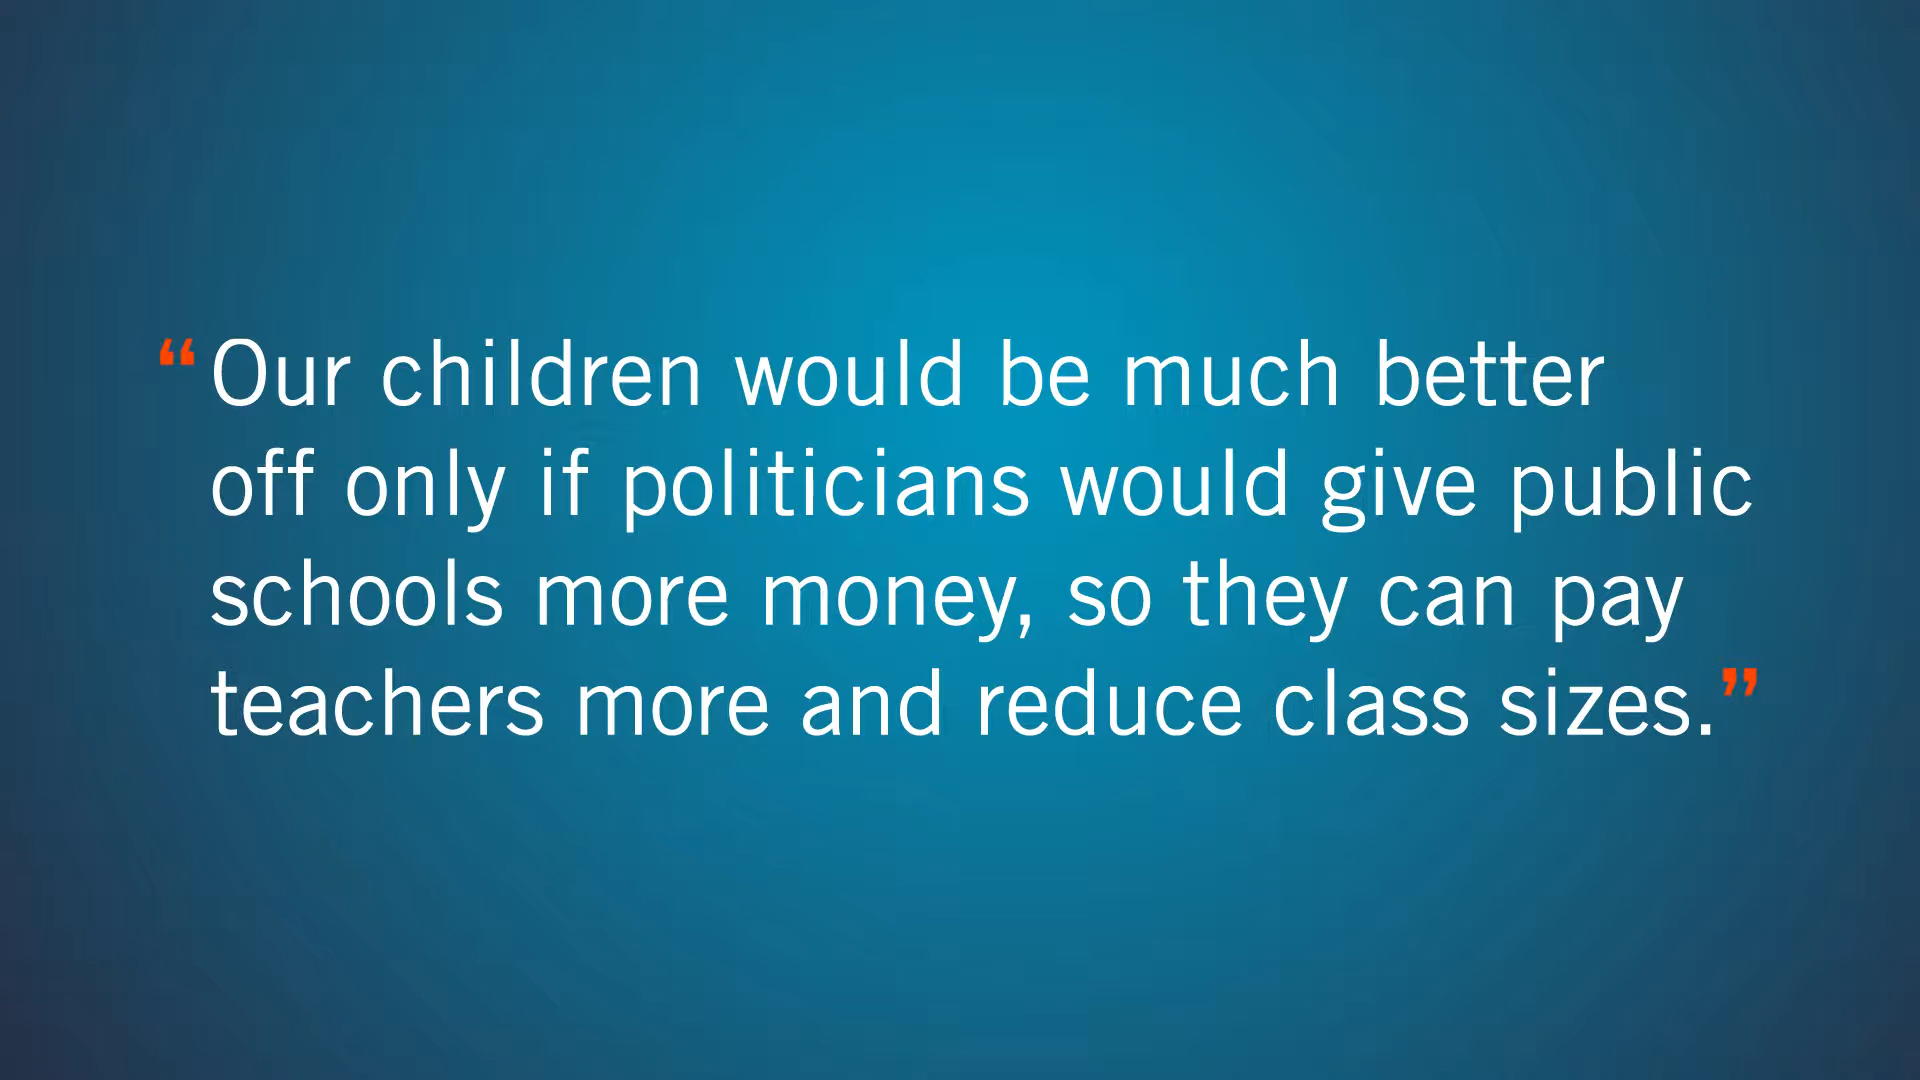 “Our children would be much better
off only if politicians would give public
schools more money, so they can pay
teachers more and reduce class sizes.”